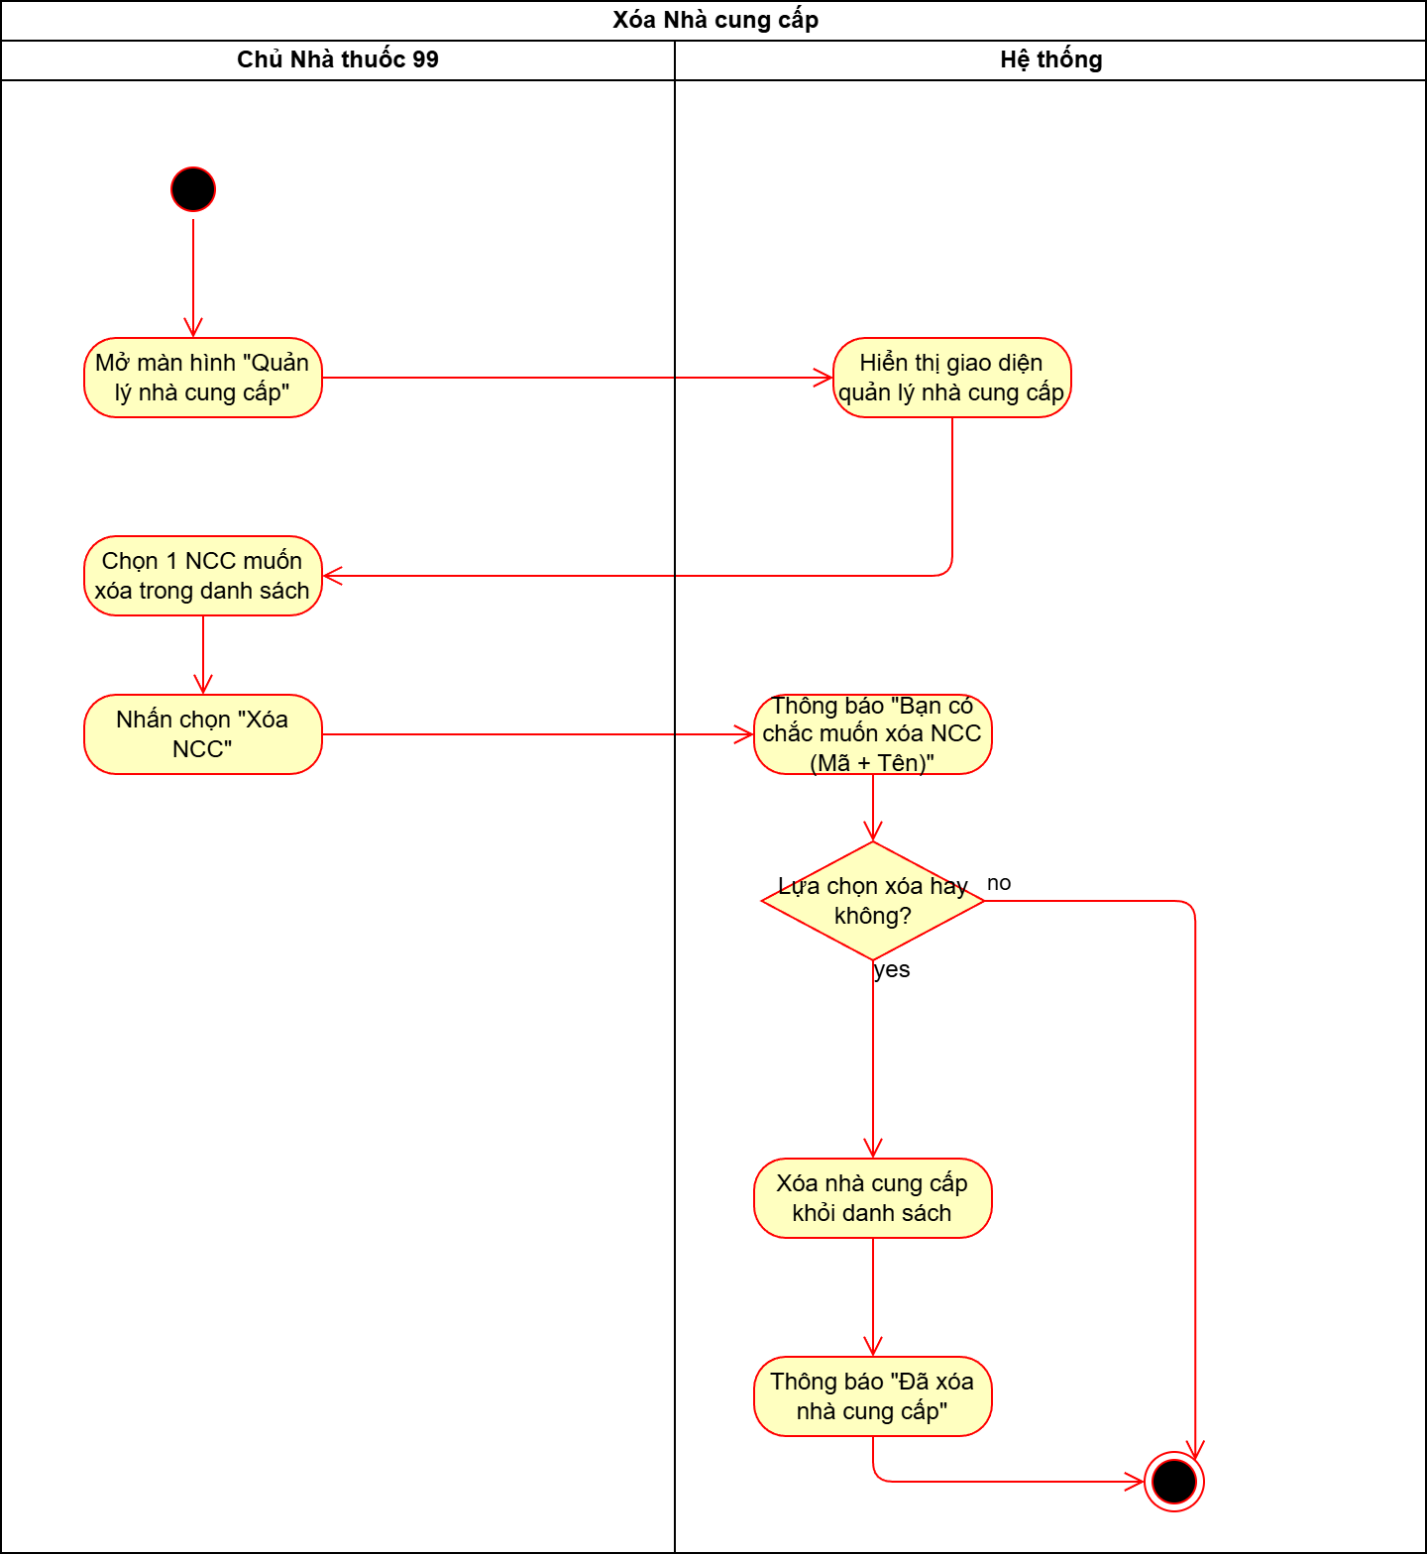 Xóa Nhà cung cấp
Chủ Nhà thuốc 99
Hệ thống
Mở màn hình "Quản
lý nhà cung cấp"
Hiển thị giao diện
quản lý nhà cung cấp
Chọn 1 NCC muốn
xóa trong danh sách
Nhấn chọn "Xóa
NCC"
Thông báo "Bạn có
chắc muốn xóa NCC
(Mã + Tên)"
Lựa chọn xóa hay
không?
no
yes
Xóa nhà cung cấp
khỏi danh sách
Thông báo "Đã xóa
nhà cung cấp"